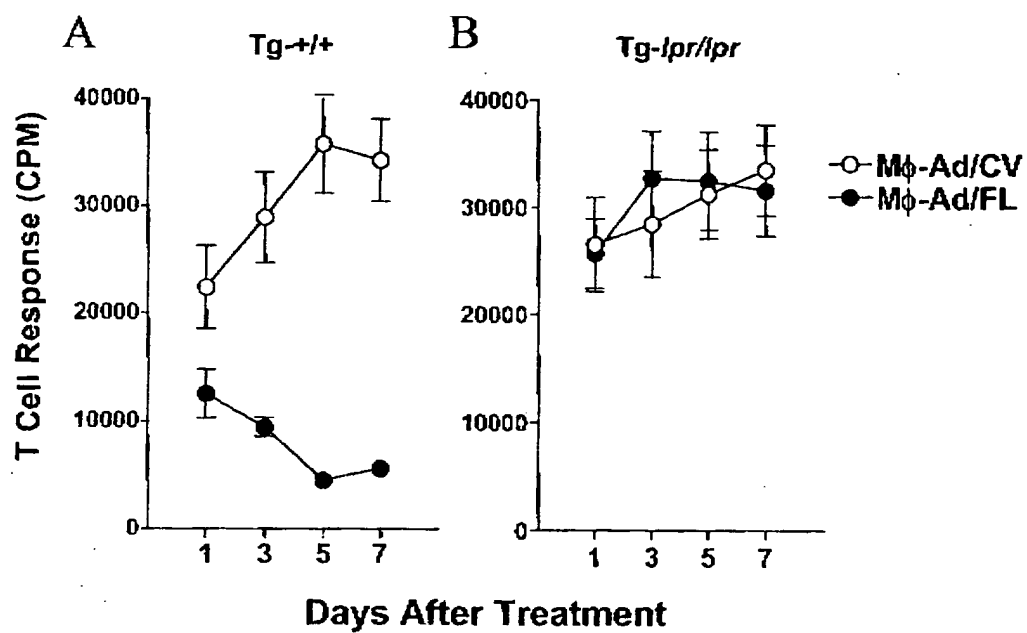 A
Tg-+/+
B
Tg-lpr/lpr
T Cell Response (CPM)
40000
30000
20000
10000
0
1 3 5 7
40000
30000
20000
10000
0
1 3 5 7
Mϕ-Ad/CV
Mϕ-Ad/FL
Days After Treatment